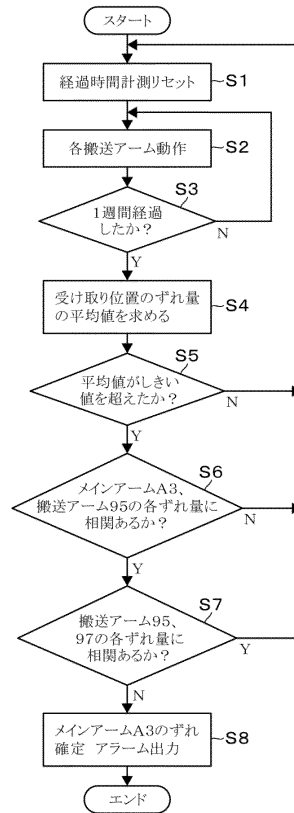 スタート
経過時間計測リセット
S1
各搬送アーム動作
S2
S3
1週間経過
したか？
N
Y
受け取り位置のずれ量
の平均値を求める
S4
S5
平均値がしきい
値を超えたか？
N
Y
S6
メインアームA3、
搬送アーム95の各ずれ量に
相関あるか？
N
Y
S7
搬送アーム95、
97の各ずれ量に
相関あるか？
Y
N
メインアームA3のずれ
確定 アラーム出力
S8
エンド